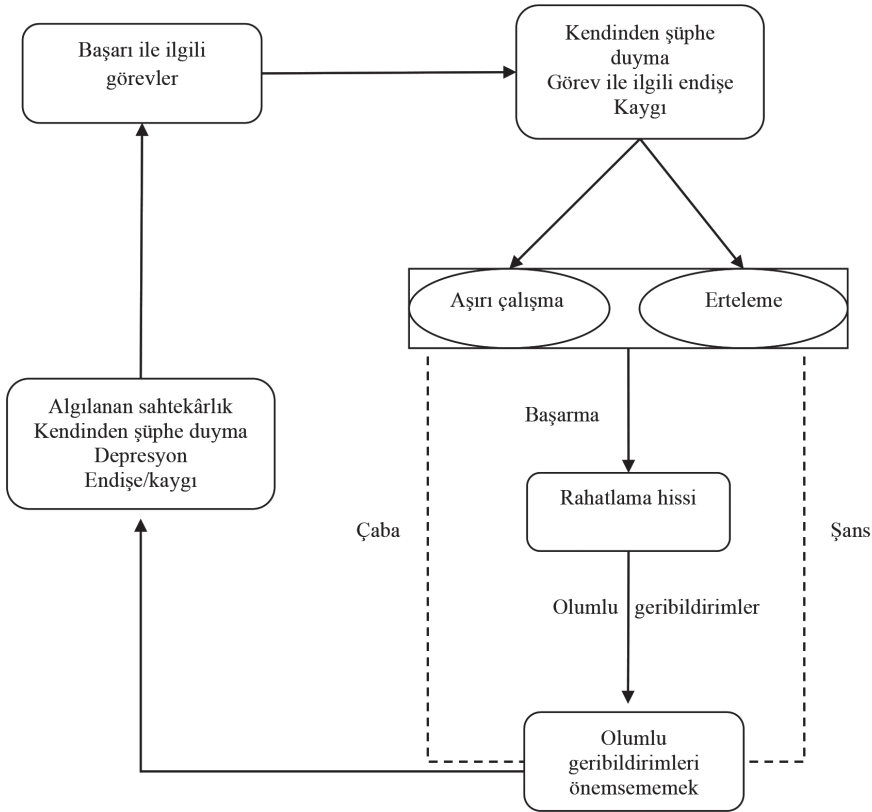 Başarı ile ilgili
görevler
Kendinden şüphe
duyma
Görev ile ilgili endişe
Kaygı
Aşırı çalışma
Erteleme
Başarma
Rahatlama hissi
Çaba
Şans
Olumlu geribildirimler
Olumlu
geribildirimleri
önemsememek
Algılanan sahtekârlık
Kendinden şüphe duyma
Depresyon
Endişe/kaygı